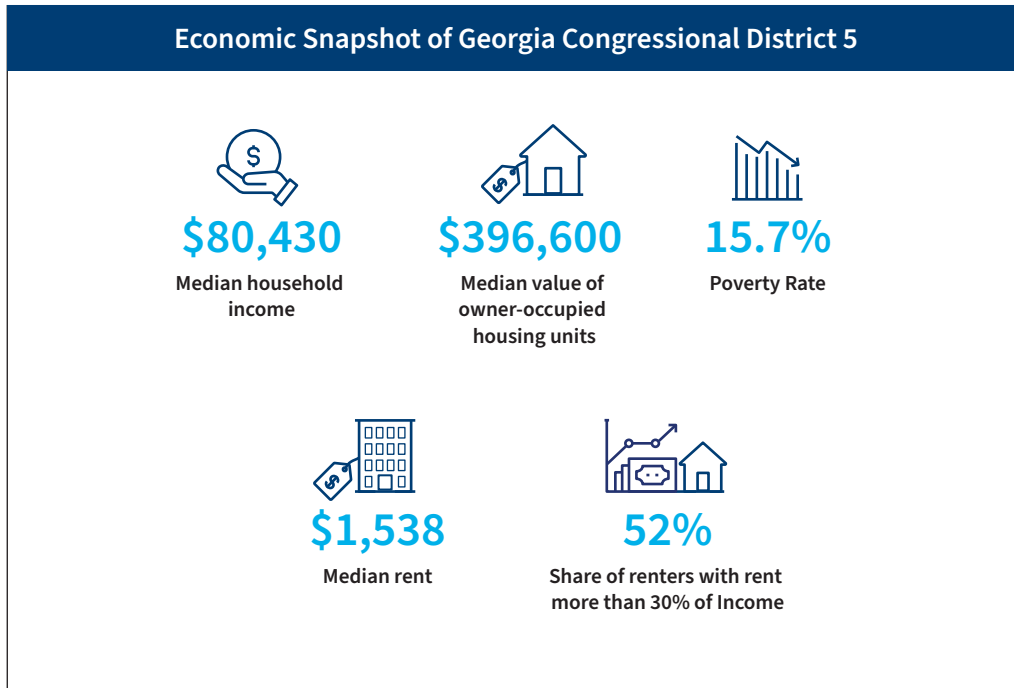 Economic Snapshot of Georgia Congressional District 5
$
$
$80,430
$396,600
15.7%
Median household
income
Median value of
owner-occupied
housing units
Poverty Rate
$
$1,538
52%
Median rent
Share of renters with rent
more than 30% of Income